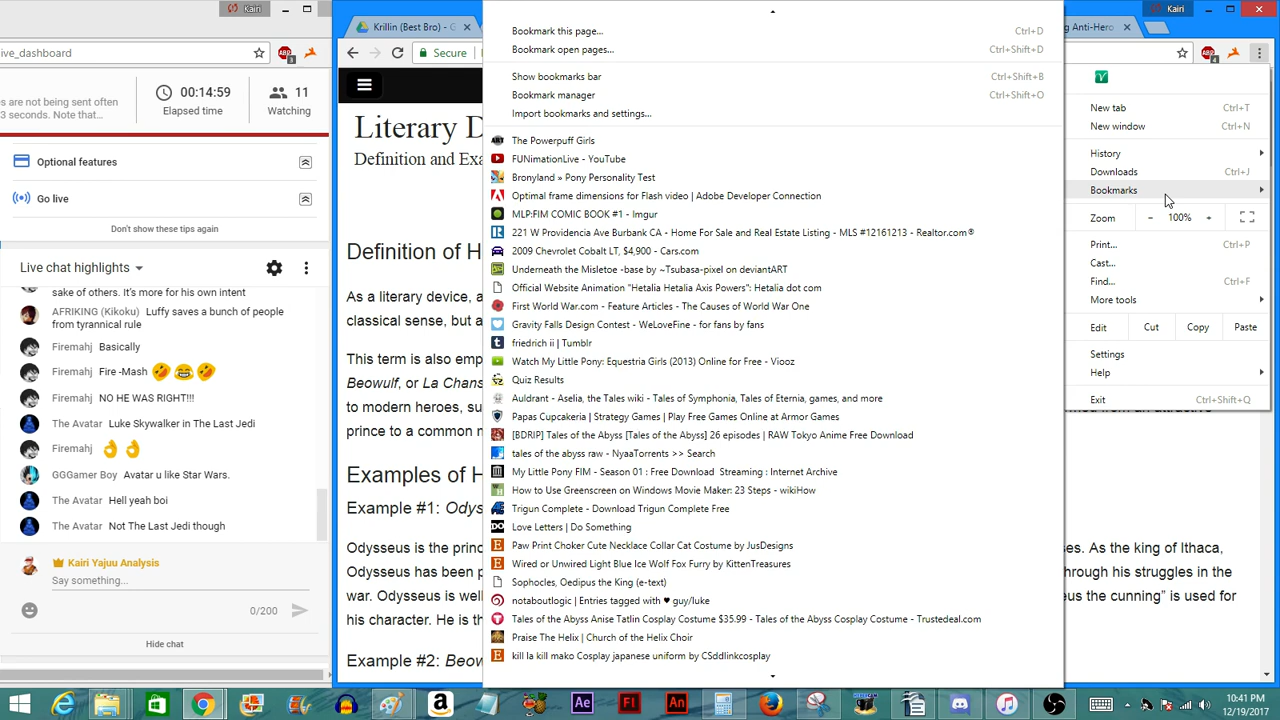 Kairi
ive_dashboard
es are not being sent often
3 seconds. Note that
00:14:59
Elapsed time
11
Watching
Optional features
Go live
Don't show these tips again
Live chat highlights
sake of others. It's more for his own intent
AFRIKING (Kikoku) Luffy saves a bunch of people
from tyrannical rule
Firemahj Basically
Firemahj Fire -Mash 🤣😂🤣
Firemahj NO HE WAS RIGHT!!!
The Avatar Luke Skywalker in The Last Jedi
Firemahj 👌👌
GGGamer Boy Avatar u like Star Wars.
The Avatar Hell yeah boi
The Avatar Not The Last Jedi though
Kairi Yajuu Analysis
Say something...
0/200
Hide chat
Krillin (Best Bro) - G
Secure
Literary D
Definition and Exa
Definition of H
As a literary device, a
classical sense, but a
This term is also emp
Beowulf, or La Chans
to modern heroes, su
prince to a common m
Examples of H
Example #1: Odys
Odysseus is the princ
Odysseus has been p
war. Odysseus is well
his character. He is th
Example #2: Beow
Bookmark this page... Ctrl+D
Bookmark open pages... Ctrl+Shift+D
Show bookmarks bar Ctrl+Shift+B
Bookmark manager Ctrl+Shift+O
Import bookmarks and settings...
The Powerpuff Girls
FUNimationLive - YouTube
Bronyland » Pony Personality Test
Optimal frame dimensions for Flash video | Adobe Developer Connection
MLP:FIM COMIC BOOK #1 - Imgur
221 W Providencia Ave Burbank CA - Home For Sale and Real Estate Listing - MLS #12161213 - Realtor.com®
2009 Chevrolet Cobalt LT, $4,900 - Cars.com
Underneath the Misletoe -base by ~Tsubasa-pixel on deviantART
Official Website Animation "Hetalia Hetalia Axis Powers": Hetalia dot com
First World War.com - Feature Articles - The Causes of World War One
Gravity Falls Design Contest - WeLoveFine - for fans by fans
friedrich ii | Tumblr
Watch My Little Pony: Equestria Girls (2013) Online for Free - Viooz
Quiz Results
Auldrant - Aselia, the Tales wiki - Tales of Symphonia, Tales of Eternia, games, and more
Papas Cupcakeria | Strategy Games | Play Free Games Online at Armor Games
[BDRIP] Tales of the Abyss [Tales of the Abyss] 26 episodes | RAW Tokyo Anime Free Download
tales of the abyss raw - NyaaTorrents >> Search
My Little Pony FIM - Season 01 : Free Download Streaming : Internet Archive
How to Use Greenscreen on Windows Movie Maker: 23 Steps - wikiHow
Trigun Complete - Download Trigun Complete Free
Love Letters | Do Something
Paw Print Choker Cute Necklace Collar Cat Costume by JusDesigns
Wired or Unwired Light Blue Ice Wolf Fox Furry by KittenTreasures
Sophocles, Oedipus the King (e-text)
notaboutlogic | Entries tagged with ♥ guy/luke
Tales of the Abyss Anise Tatlin Cosplay Costume $35.99 - Tales of the Abyss Cosplay Costume - Trustedeal.com
Praise The Helix | Church of the Helix Choir
kill la kill mako Cosplay japanese uniform by CSddlinkcosplay
g Anti-Hero
Kairi
New tab Ctrl+T
New window Ctrl+N
History
Downloads Ctrl+J
Bookmarks
Zoom - 100% +
Print... Ctrl+P
Cast...
Find... Ctrl+F
More tools
Edit Cut Copy Paste
Settings
Help
Exit Ctrl+Shift+Q
ses. As the king of Ithaca,
hrough his struggles in the
eus the cunning" is used for
Ae
Fl
An
10:41 PM
12/19/2017